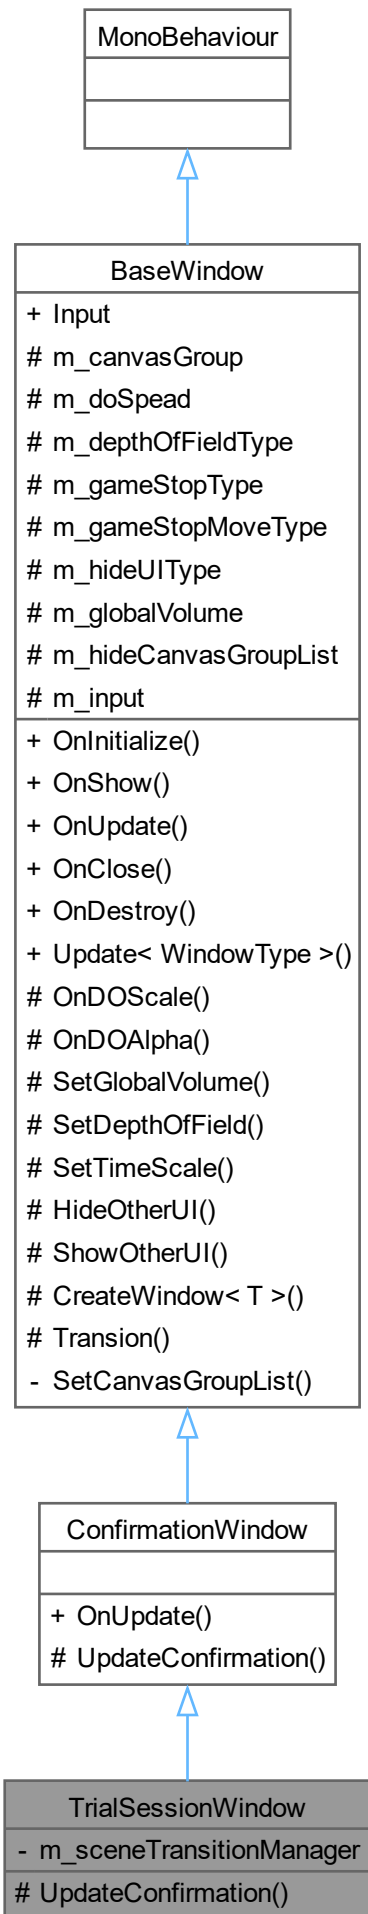 MonoBehaviour
BaseWindow
+ Input
# m_canvasGroup
# m_doSpead
# m_depthOfFieldType
# m_gameStopType
# m_gameStopMoveType
# m_hideUIType
# m_globalVolume
# m_hideCanvasGroupList
# m_input
+ OnInitialize()
+ OnShow()
+ OnUpdate()
+ OnClose()
+ OnDestroy()
+ Update< WindowType >()
# OnDOScale()
# OnDOAlpha()
# SetGlobalVolume()
# SetDepthOfField()
# SetTimeScale()
# HideOtherUI()
# ShowOtherUI()
# CreateWindow< T >()
# Transion()
- SetCanvasGroupList()
ConfirmationWindow
+ OnUpdate()
# UpdateConfirmation()
TrialSessionWindow
- m_sceneTransitionManager
# UpdateConfirmation()